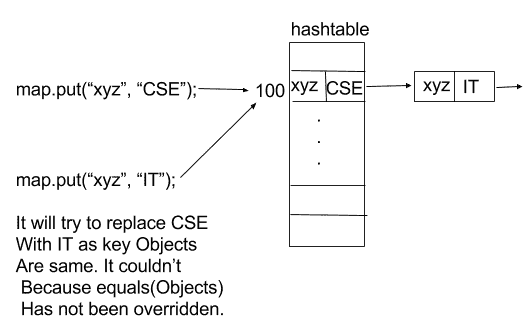 hashtable
map.put(“xyz”, “CSE”);
100
xyz CSE
xyz IT
.
.
.
map.put(“xyz”, “IT”);
It will try to replace CSE
With IT as key Objects
Are same. It couldn’t
Because equals(Objects)
Has not been overridden.